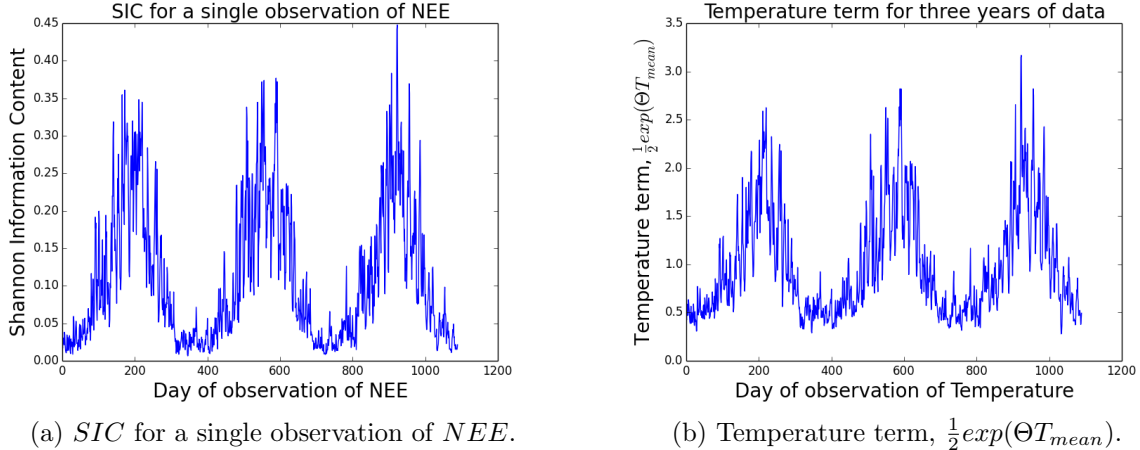 SIC for a single observation of NEE
Shannon Information Content
0.45
0.40
0.35
0.30
0.25
0.20
0.15
0.10
0.05
0.00
0 200 400 600 800 1000 1200
Day of observation of NEE
(a) SIC for a single observation of NEE.
Temperature term for three years of data
Temperature term, ½exp(ΘT_mean)
3.5
3.0
2.5
2.0
1.5
1.0
0.5
0.0
0 200 400 600 800 1000 1200
Day of observation of Temperature
(b) Temperature term, ½exp(ΘT_mean).